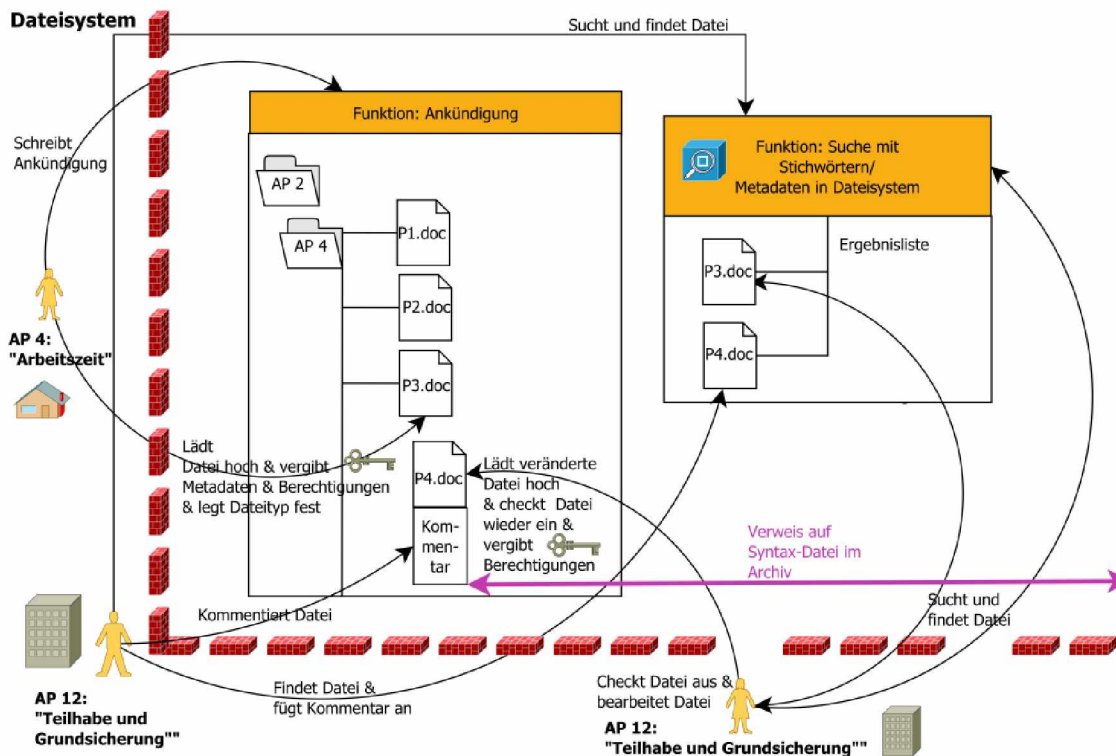 Dateisystem
Sucht und findet Datei
Funktion: Ankündigung
Schreibt
Ankündigung
Funktion: Suche mit
Stichwörtern/
Metadaten in Dateisystem
AP 2
AP 4
P1.doc
Ergebnisliste
P3.doc
P2.doc
AP 4:
"Arbeitszeit"
P4.doc
P3.doc
Lädt
Datei hoch & vergibt
Metadaten & Berechtigungen
& legt Dateityp fest
P4.doc
Kom-
men-
tar
Lädt veränderte
Datei hoch
& checkt Datei
wieder ein &
vergibt
Berechtigungen
Verweis auf
Syntax-Datei im
Archiv
Kommentiert Datei
Sucht und
findet Datei
Findet Datei &
fügt Kommentar an
Checkt Datei aus &
bearbeitet Datei
AP 12:
"Teilhabe und
Grundsicherung""
AP 12:
"Teilhabe und Grundsicherung""